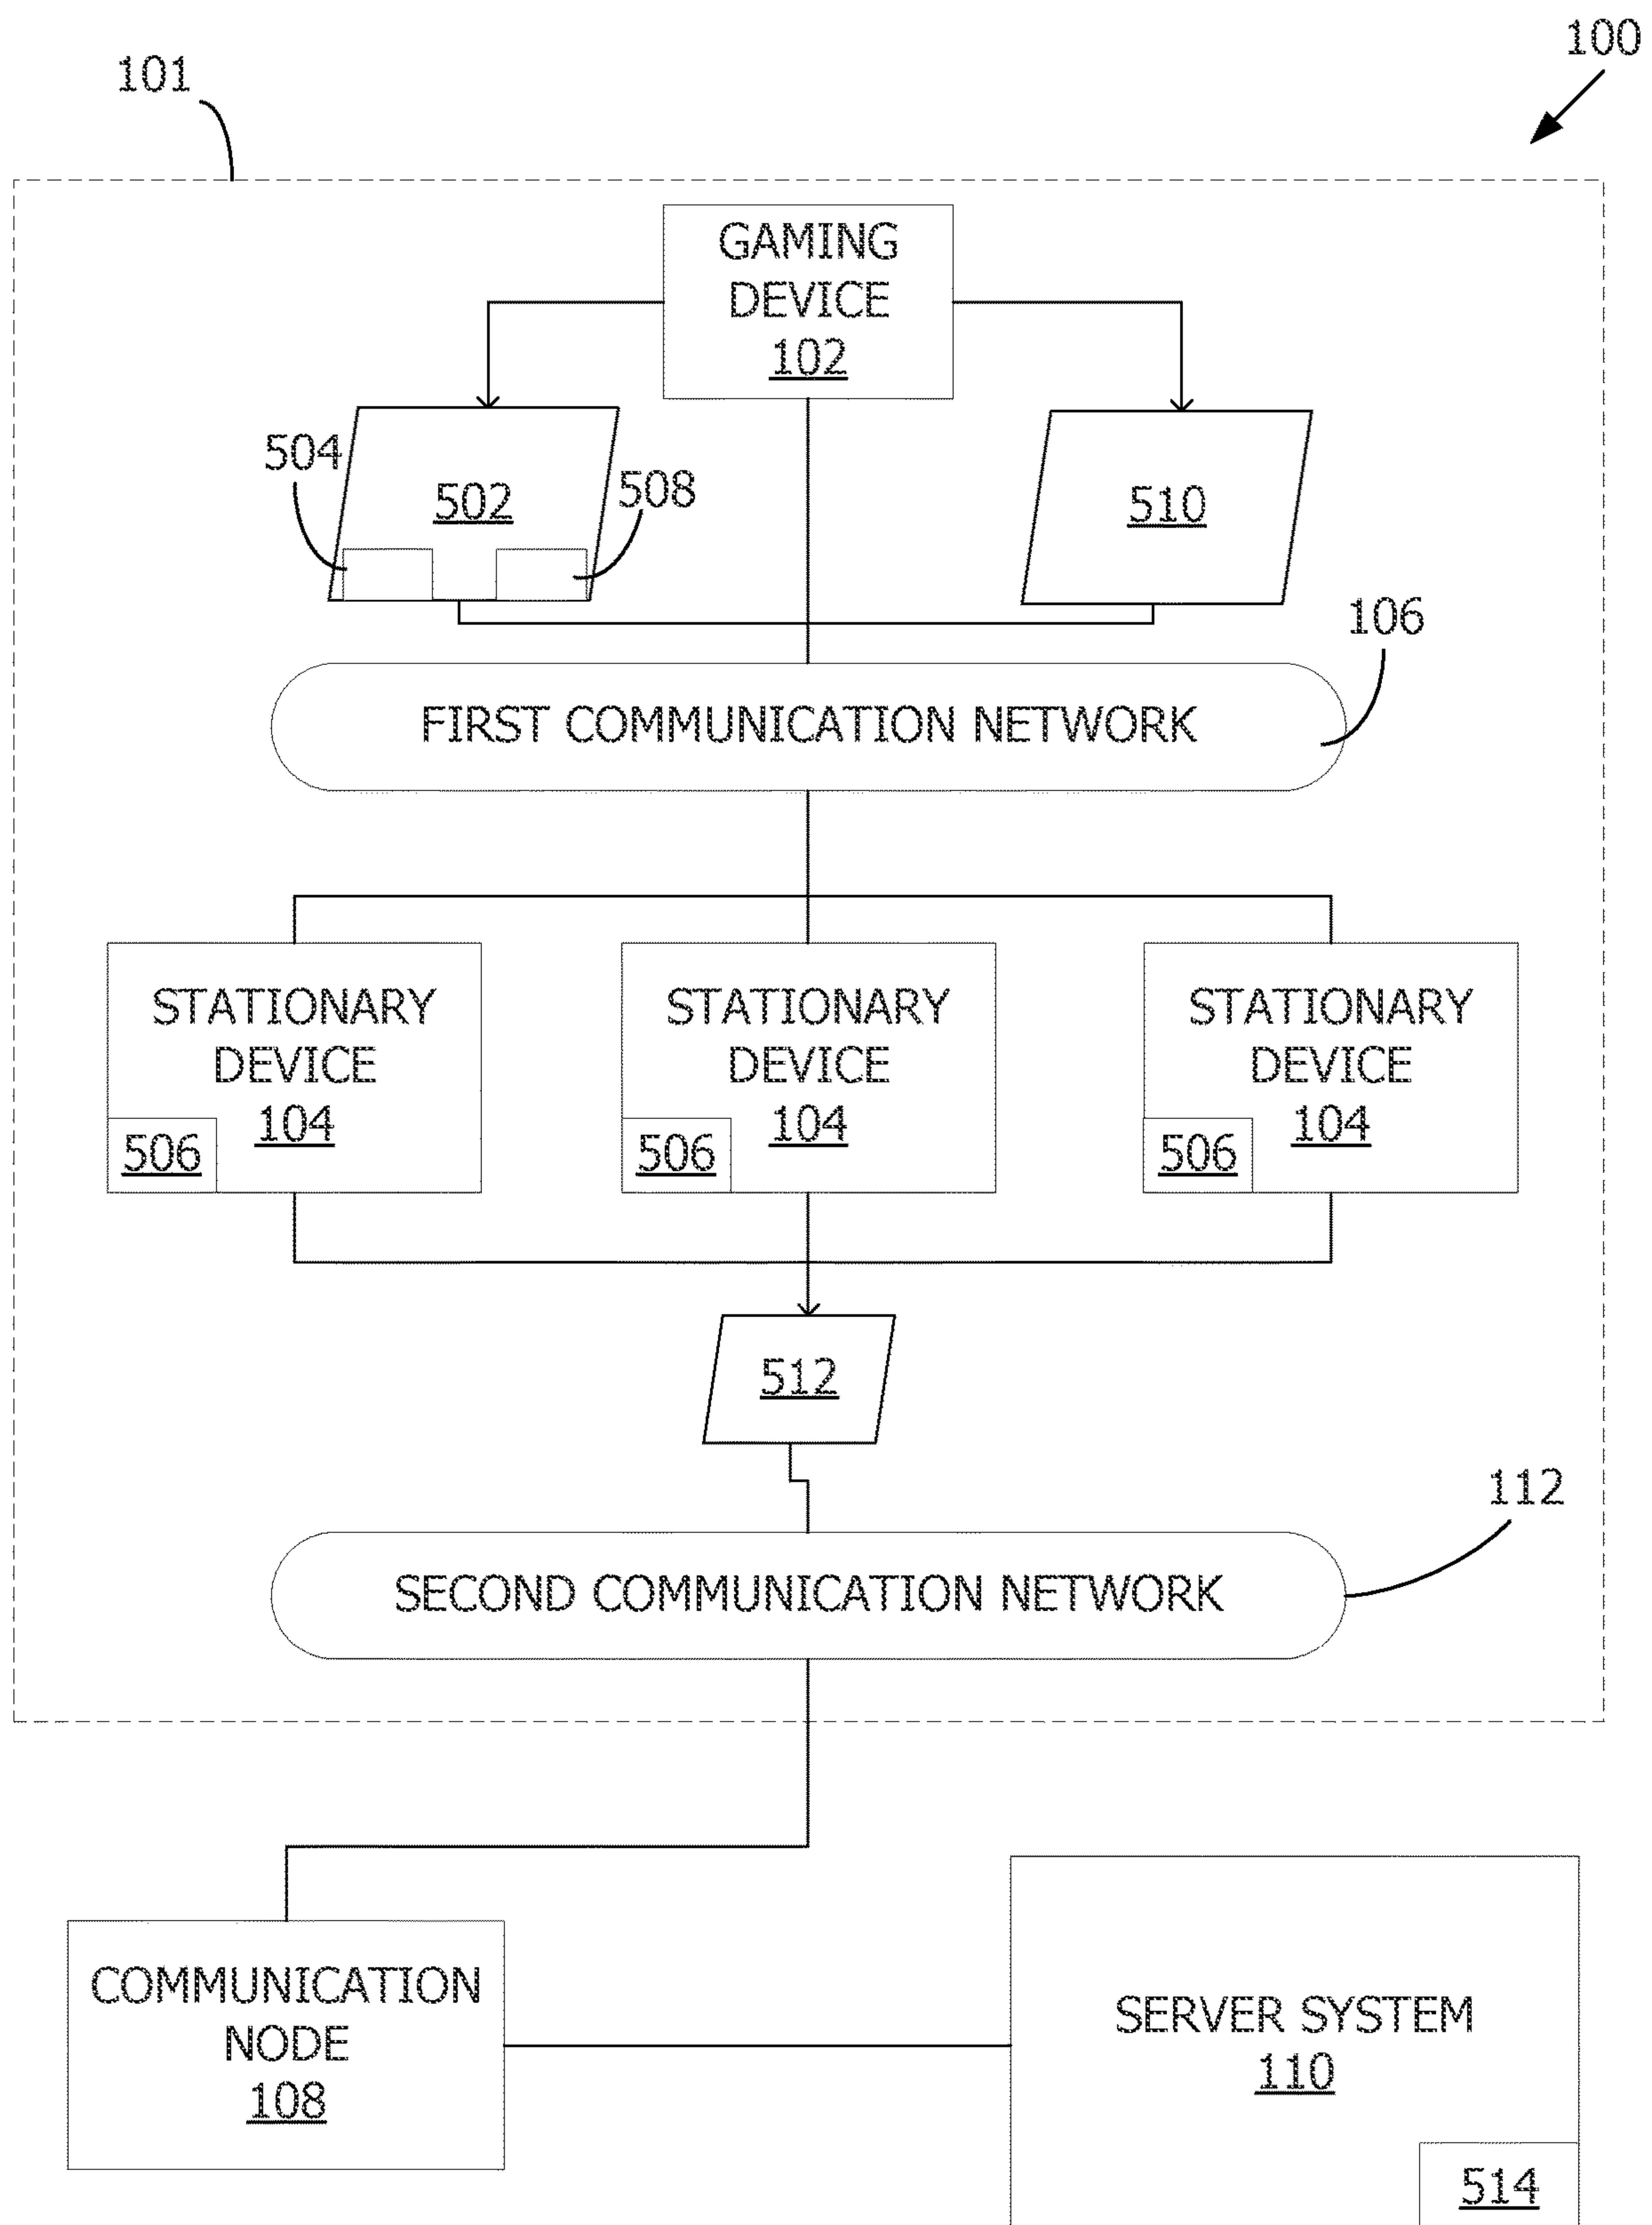 100
101
GAMING
DEVICE
102
504
502
508
510
106
FIRST COMMUNICATION NETWORK
STATIONARY
DEVICE
104
506
STATIONARY
DEVICE
104
506
STATIONARY
DEVICE
104
506
512
112
SECOND COMMUNICATION NETWORK
COMMUNICATION
NODE
108
SERVER SYSTEM
110
514